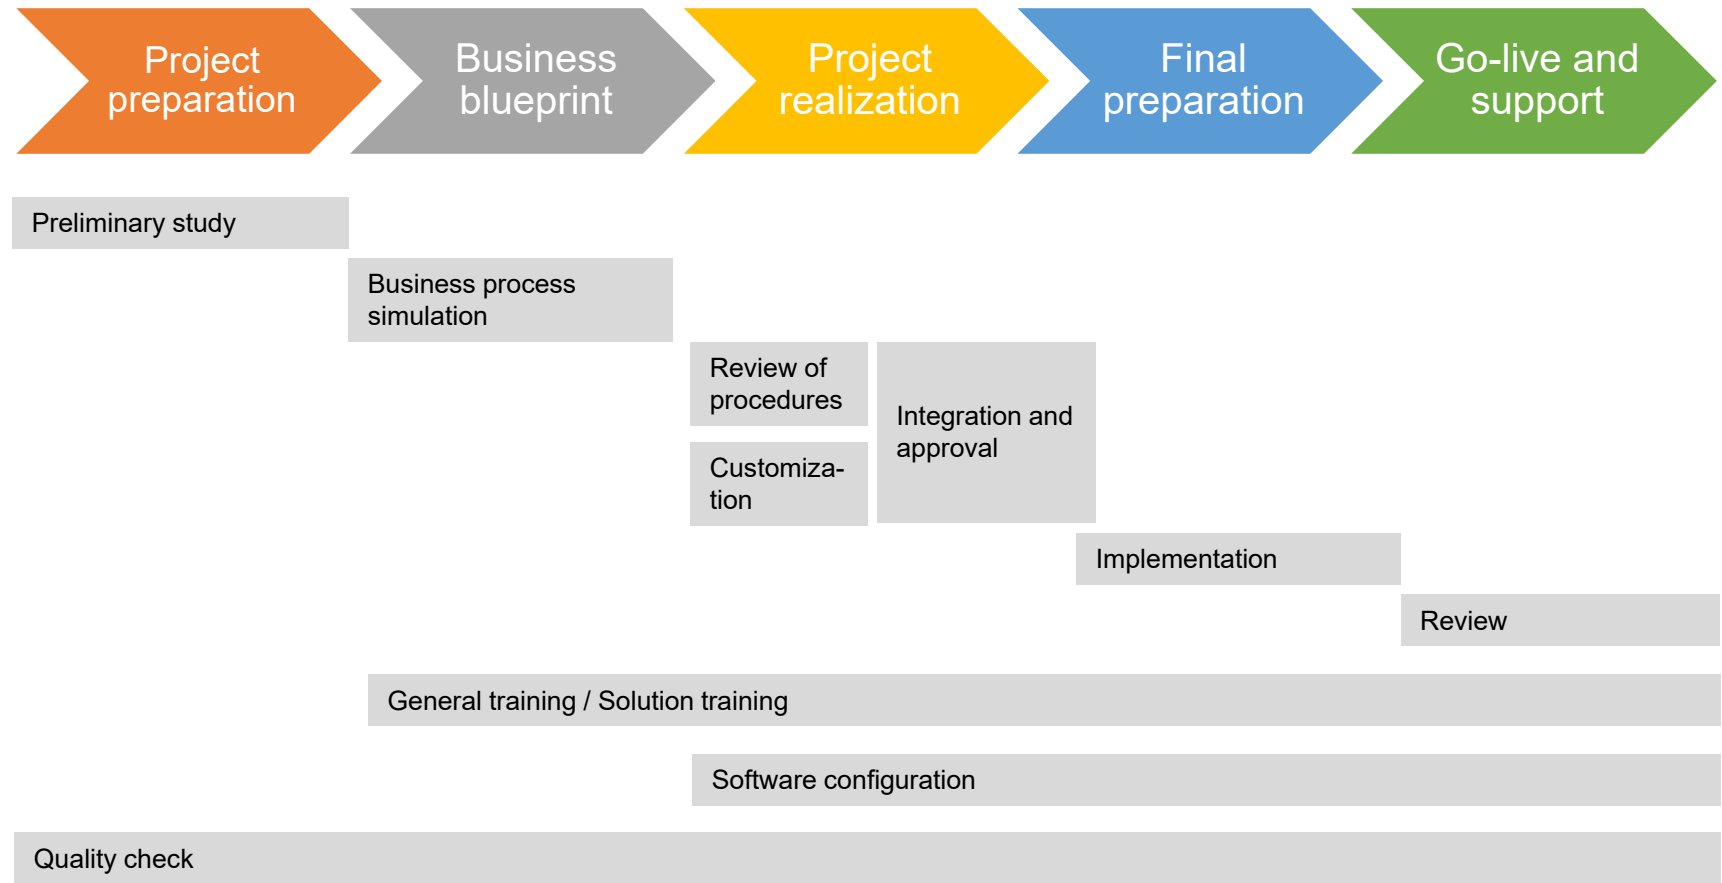 Project
preparation
Business
blueprint
Project
realization
Final
preparation
Go-live and
support
Preliminary study
Business process
simulation
Review of
procedures
Integration and
approval
Customiza-
tion
Implementation
Review
General training / Solution training
Software configuration
Quality check